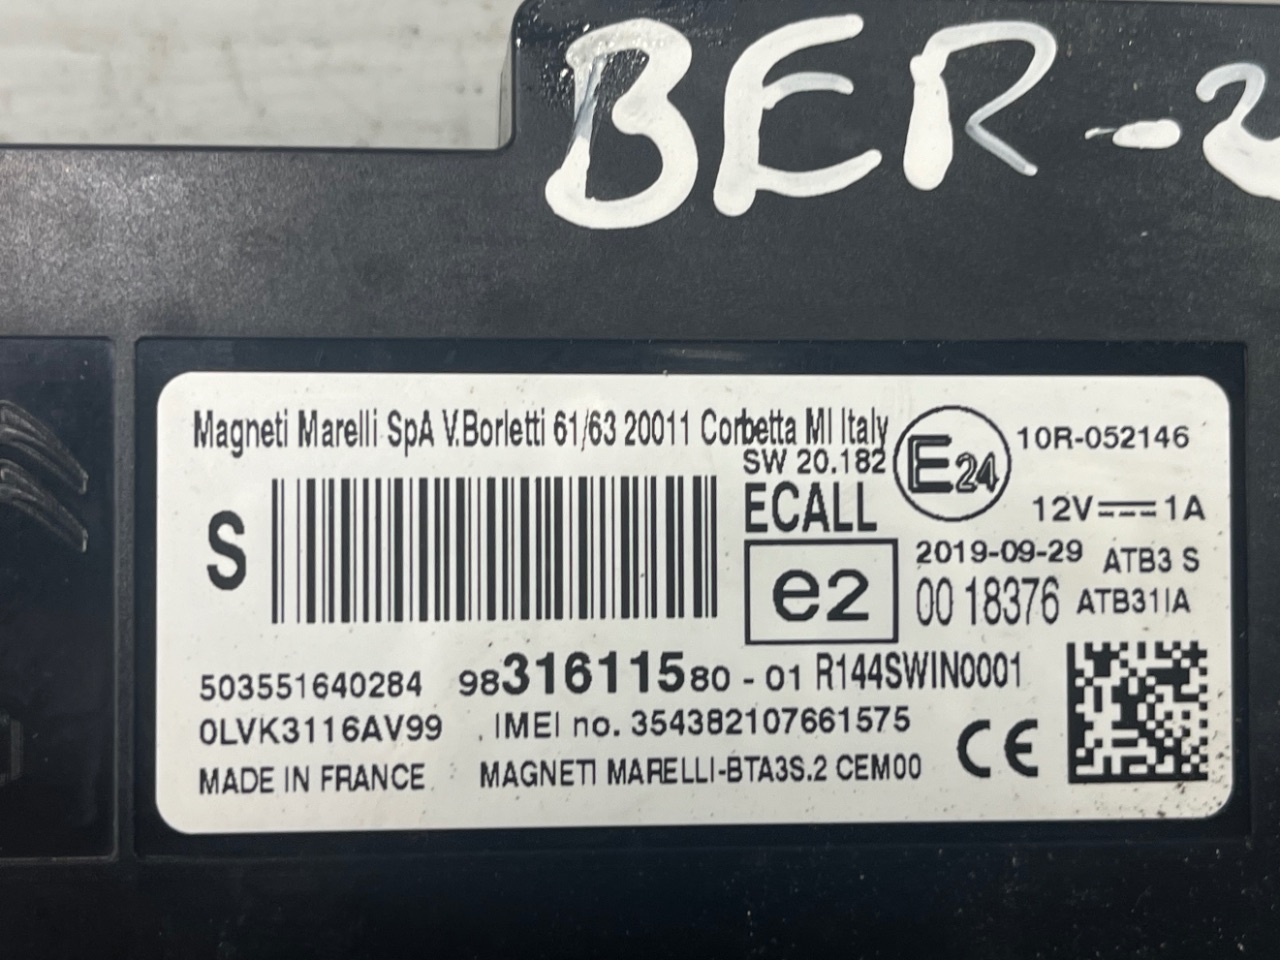 BER-2
Magneti Marelli SpA V.Borletti 61/63 20011 Corbetta MI Italy
SW 20.182
E24
10R-052146
S
ECALL
12V⎓1A
e2
2019-09-29 ATB3 S
00 18376 ATB31IA
503551640284 9831611580 - 01 R144SWIN0001
0LVK3116AV99 . IMEI no. 354382107661575
MADE IN FRANCE MAGNETI MARELLI-BTA3S.2 CEM00
CE